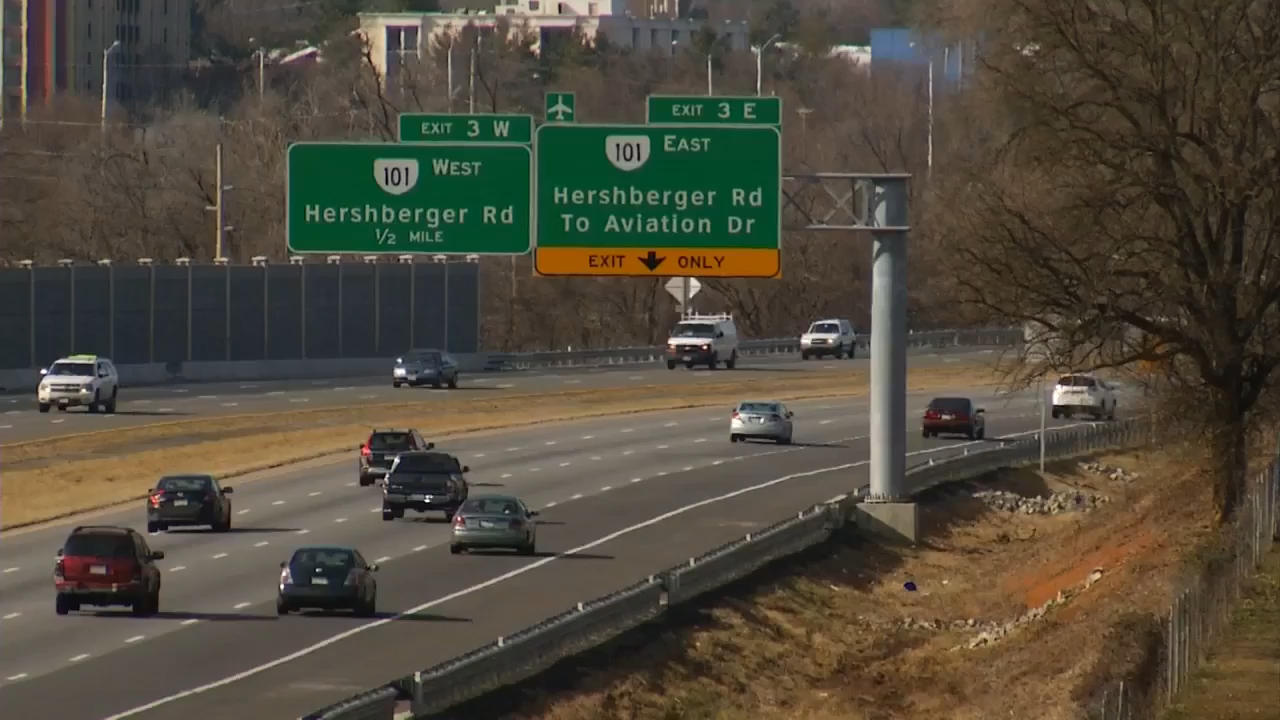 EXIT 3 W
101 WEST
Hershberger Rd
1/2 MILE
EXIT 3 E
101 EAST
Hershberger Rd
To Aviation Dr
EXIT ONLY